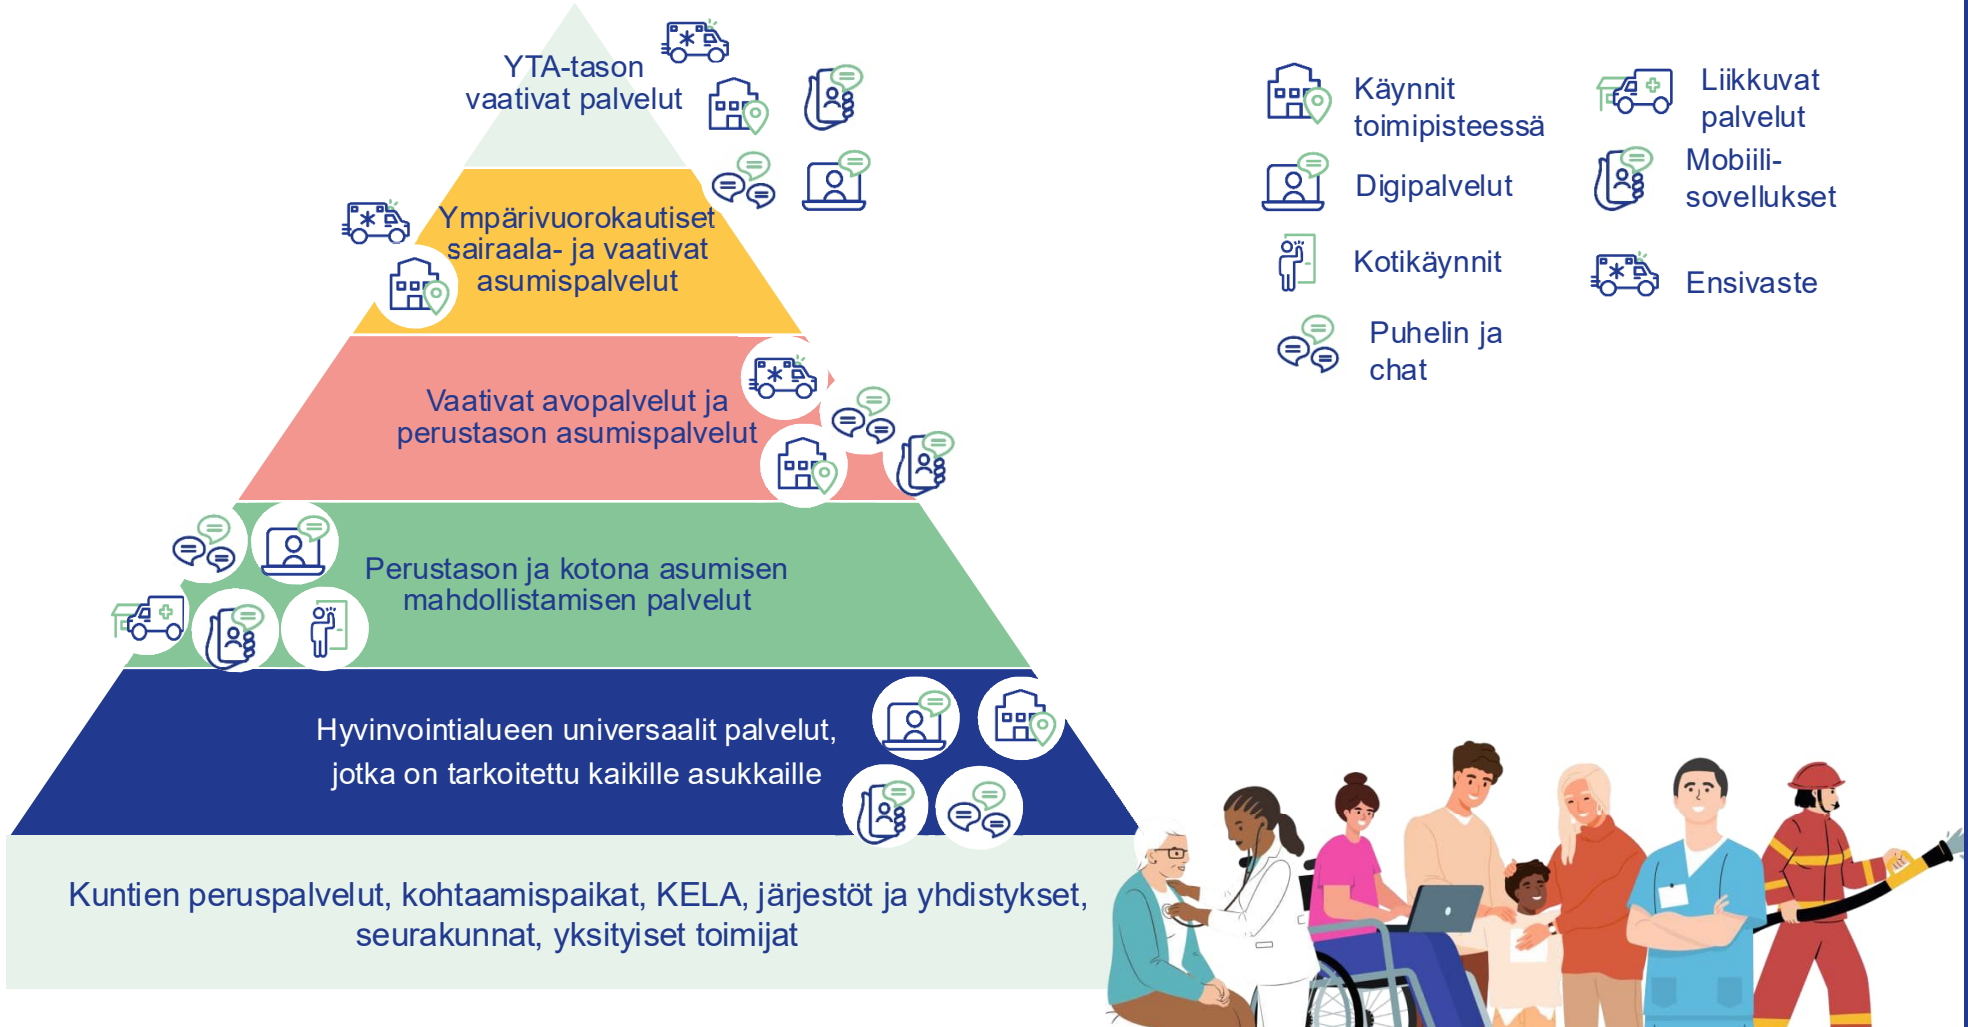 YTA-tason
vaativat palvelut
Ympärivuorokautiset
sairaala- ja vaativat
asumispalvelut
Vaativat avopalvelut ja
perustason asumispalvelut
Perustason ja kotona asumisen
mahdollistamisen palvelut
Hyvinvointialueen universaalit palvelut,
jotka on tarkoitettu kaikille asukkaille
Kuntien peruspalvelut, kohtaamispaikat, KELA, järjestöt ja yhdistykset,
seurakunnat, yksityiset toimijat
Käynnit
toimipisteessä
Digipalvelut
Kotikäynnit
Puhelin ja
chat
Liikkuvat
palvelut
Mobiili-
sovellukset
Ensivaste